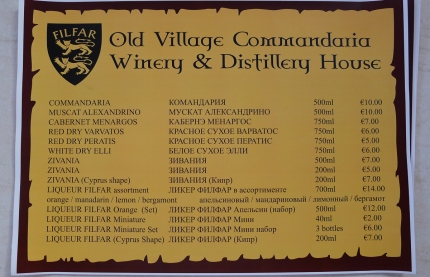 FILFAR
Old Village Commandaria
Winery & Distillery House
COMMANDARIA КОМАНДАРИЯ 500ml €10.00
MUSCAT ALEXANDRINO МУСКАТ АЛЕКСАНДРИНО 500ml €10.00
CABERNET MENARGOS КАБЕРНЭ МЕНАРГОС 750ml €7.00
RED DRY VARVATOS КРАСНОЕ СУХОЕ ВАРВАТОС 750ml €6.00
RED DRY PERATIS КРАСНОЕ СУХОЕ ПЕРАТИС 750ml €5.00
WHITE DRY ELLI БЕЛОЕ СУХОЕ ЭЛЛИ 750ml €6.00
ZIVANIA ЗИВАНИЯ 500ml €7.00
ZIVANIA ЗИВАНИЯ 200ml €5.00
ZIVANIA (Cyprus shape) ЗИВАНИЯ (Кипр) 200ml €7.00
LIQUEUR FILFAR assortment ЛИКЕР ФИЛФАР в ассортименте 700ml €14.00
orange / manadarin / lemon / bergamont апельсиновый / мандариновый / лимонный / бергамот
LIQUEUR FILFAR Orange (Set) ЛИКЕР ФИЛФАР Апельсин (набор) 500ml €12.00
LIQUEUR FILFAR Miniature ЛИКЕР ФИЛФАР Мини 40ml €2.00
LIQUEUR FILFAR Miniature Set ЛИКЕР ФИЛФАР Мини набор 3 bottles €6.00
LIQUEUR FILFAR (Cyprus Shape) ЛИКЕР ФИЛФАР (Кипр) 200ml €7.00